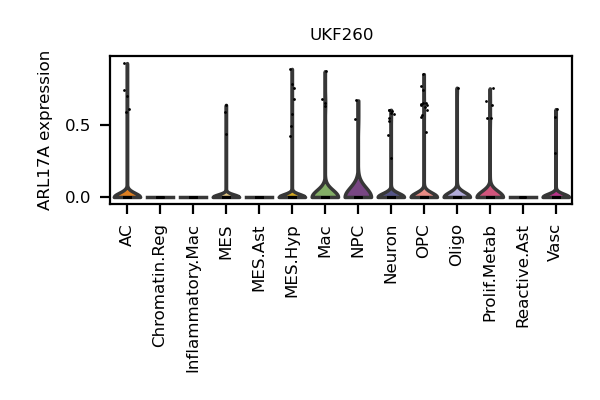 UKF260
ARL17A expression
0.5
0.0
AC
Chromatin.Reg
Inflammatory.Mac
MES
MES.Ast
MES.Hyp
Mac
NPC
Neuron
OPC
Oligo
Prolif.Metab
Reactive.Ast
Vasc